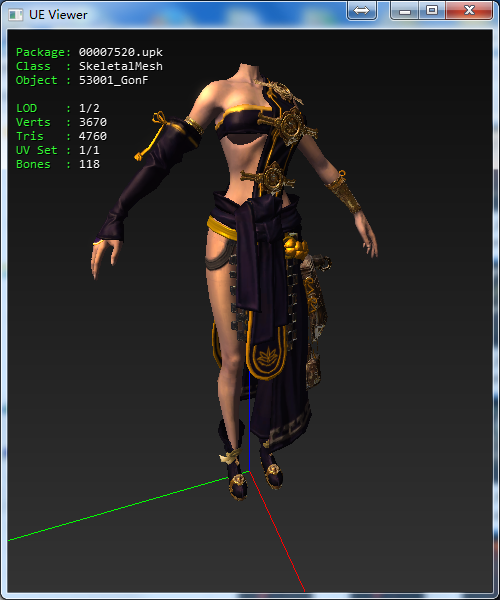 UE Viewer
Package: 00007520.upk
Class : SkeletalMesh
Object : 53001_GonF
LOD : 1/2
Verts : 3670
Tris : 4760
UV Set : 1/1
Bones : 118